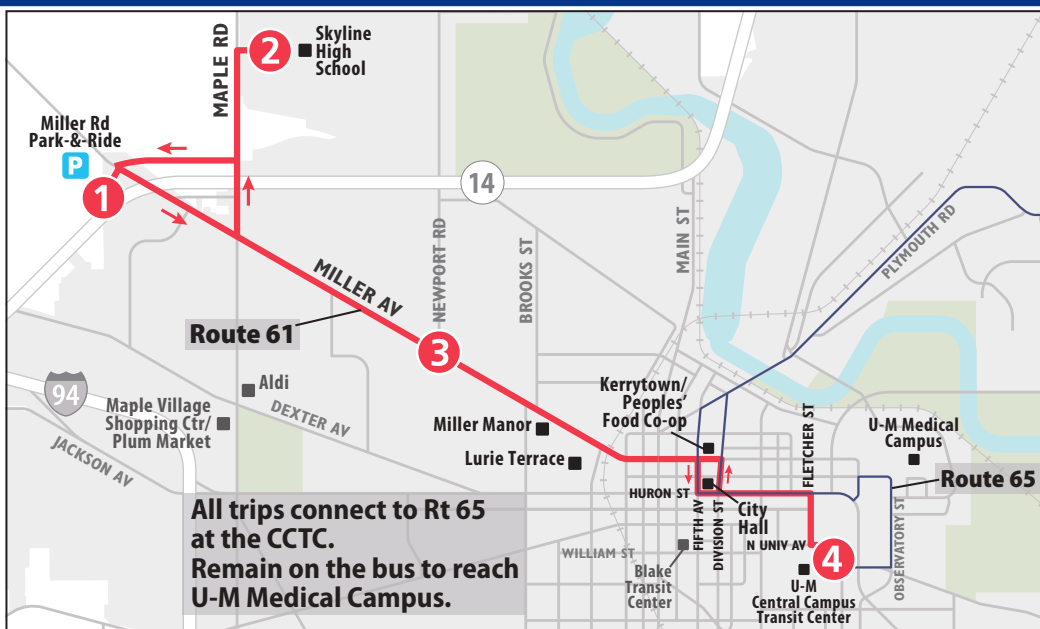 MAPLE RD
2
Skyline
High
School
Miller Rd
Park-&-Ride
P
1
14
MAIN ST
PLYMOUTH RD
NEWPORT RD
BROOKS ST
MILLER AV
Route 61
3
94
Aldi
Maple Village
Shopping Ctr/
Plum Market
DEXTER AV
JACKSON AV
Kerrytown/
Peoples'
Food Co-op
Miller Manor
Lurie Terrace
FLETCHER ST
U-M Medical
Campus
Route 65
HURON ST
FIFTH AV
DIVISION ST
City
Hall
OBSERVATORY ST
WILLIAM ST
N UNIV AV
4
Blake
Transit
Center
U-M
Central Campus
Transit Center
All trips connect to Rt 65
at the CCTC.
Remain on the bus to reach
U-M Medical Campus.